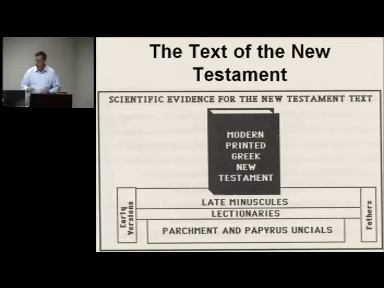 The Text of the New
Testament
SCIENTIFIC EVIDENCE FOR THE NEW TESTAMENT TEXT
MODERN
PRINTED
GREEK
NEW
TESTAMENT
LATE MINUSCULES
LECTIONARIES
PARCHMENT AND PAPYRUS UNCIALS
Early
Versions
Fathers